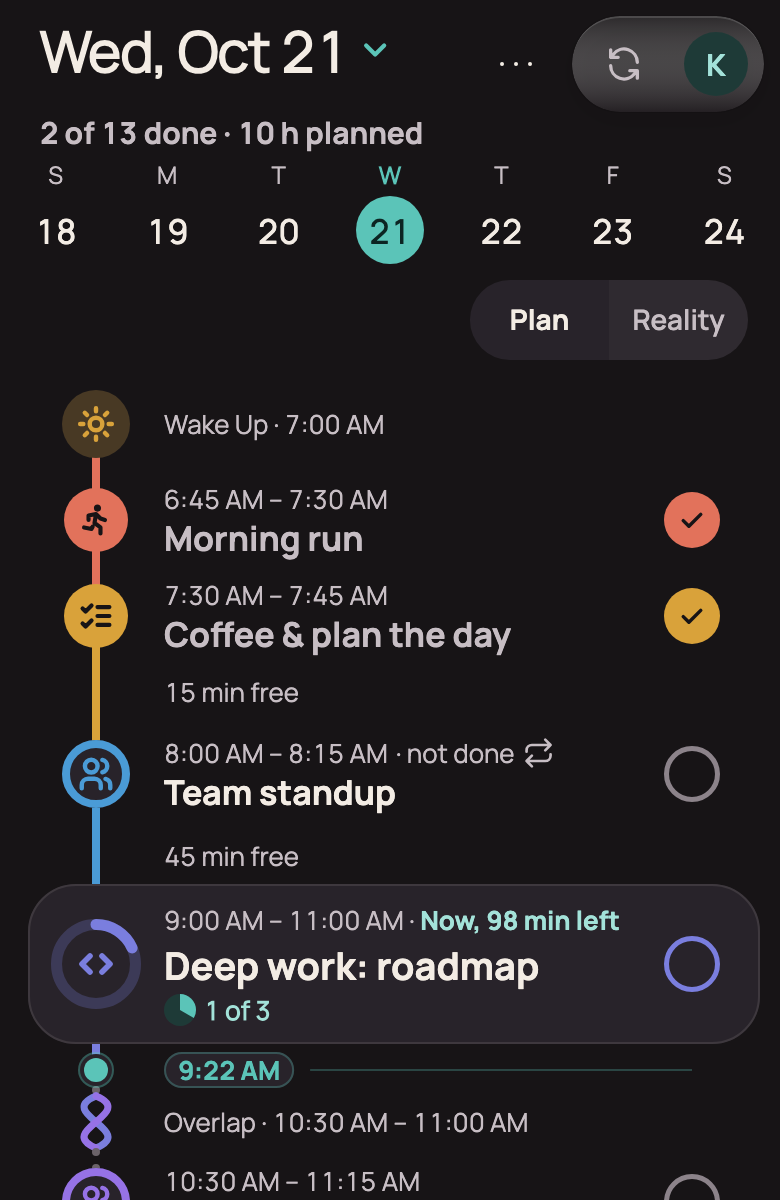 Wed, Oct 21
...
K
2 of 13 done · 10 h planned
S M T W T F S
18 19 20 21 22 23 24
Plan Reality
Wake Up · 7:00 AM
6:45 AM – 7:30 AM
Morning run
7:30 AM – 7:45 AM
Coffee & plan the day
15 min free
8:00 AM – 8:15 AM · not done
Team standup
45 min free
9:00 AM – 11:00 AM · Now, 98 min left
Deep work: roadmap
1 of 3
9:22 AM
Overlap · 10:30 AM – 11:00 AM
10:30 AM – 11:15 AM